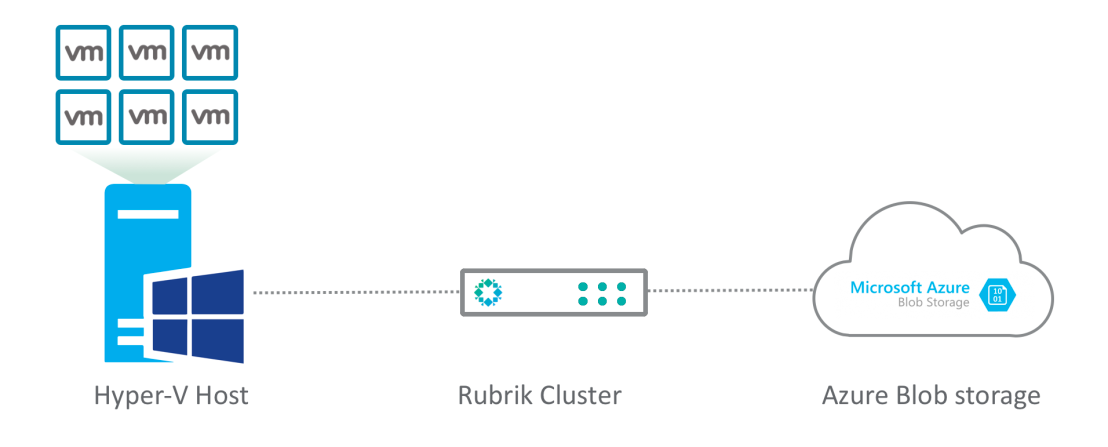 vm vm vm
vm vm vm
Microsoft Azure
Blob Storage
10
01
Hyper-V Host
Rubrik Cluster
Azure Blob storage